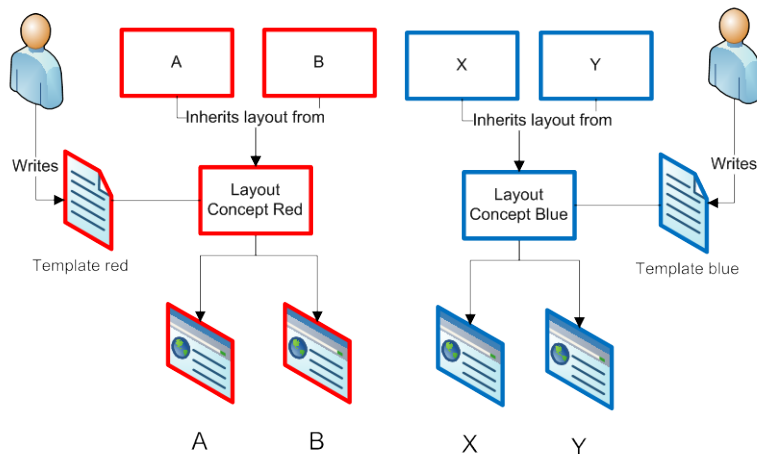 A
B
X
Y
Inherits layout from
Inherits layout from
Writes
Writes
Layout
Concept Red
Layout
Concept Blue
Template red
Template blue
A
B
X
Y